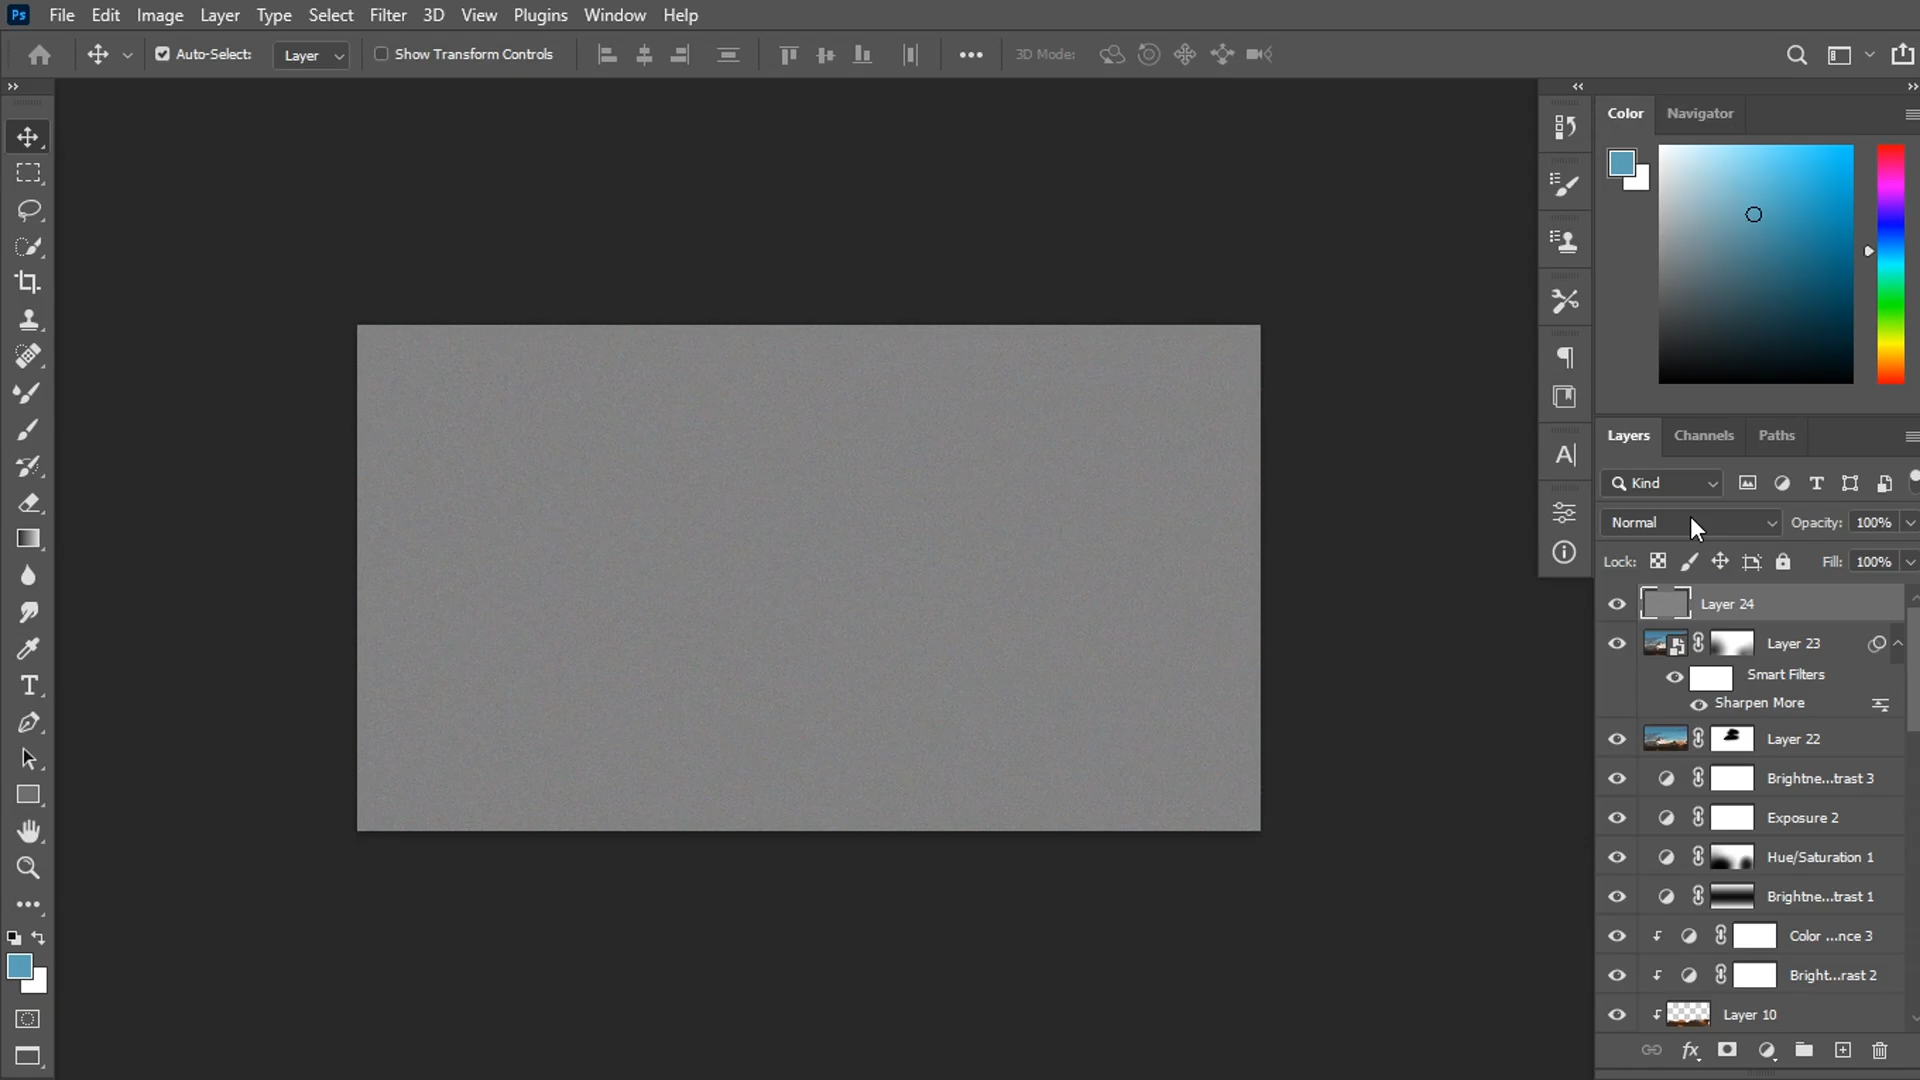 Ps File Edit Image Layer Type Select Filter 3D View Plugins Window Help
Auto-Select: Layer Show Transform Controls 3D Mode:
Color Navigator
Layers Channels Paths
Kind
Normal Opacity: 100%
Lock: Fill: 100%
Layer 24
Layer 23
Smart Filters
Sharpen More
Layer 22
Brightne...trast 3
Exposure 2
Hue/Saturation 1
Brightne...trast 1
Color ...nce 3
Bright...rast 2
Layer 10
fx